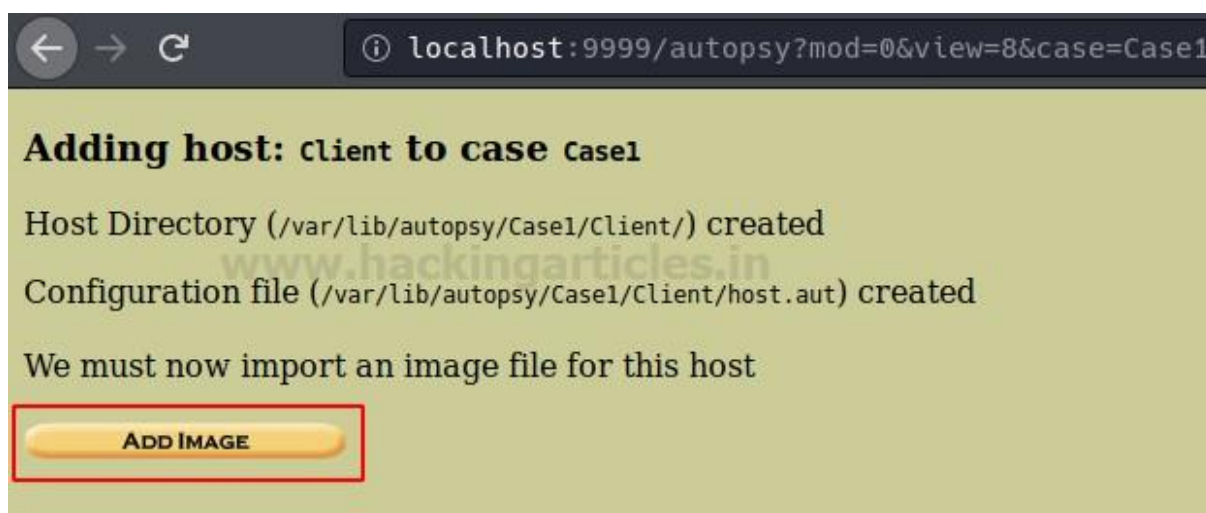 localhost:9999/autopsy?mod=0&view=8&case=Case1
Adding host: Client to case Case1
Host Directory (/var/lib/autopsy/Case1/Client/) created
www.hackingarticles.in
Configuration file (/var/lib/autopsy/Case1/Client/host.aut) created
We must now import an image file for this host
ADD IMAGE